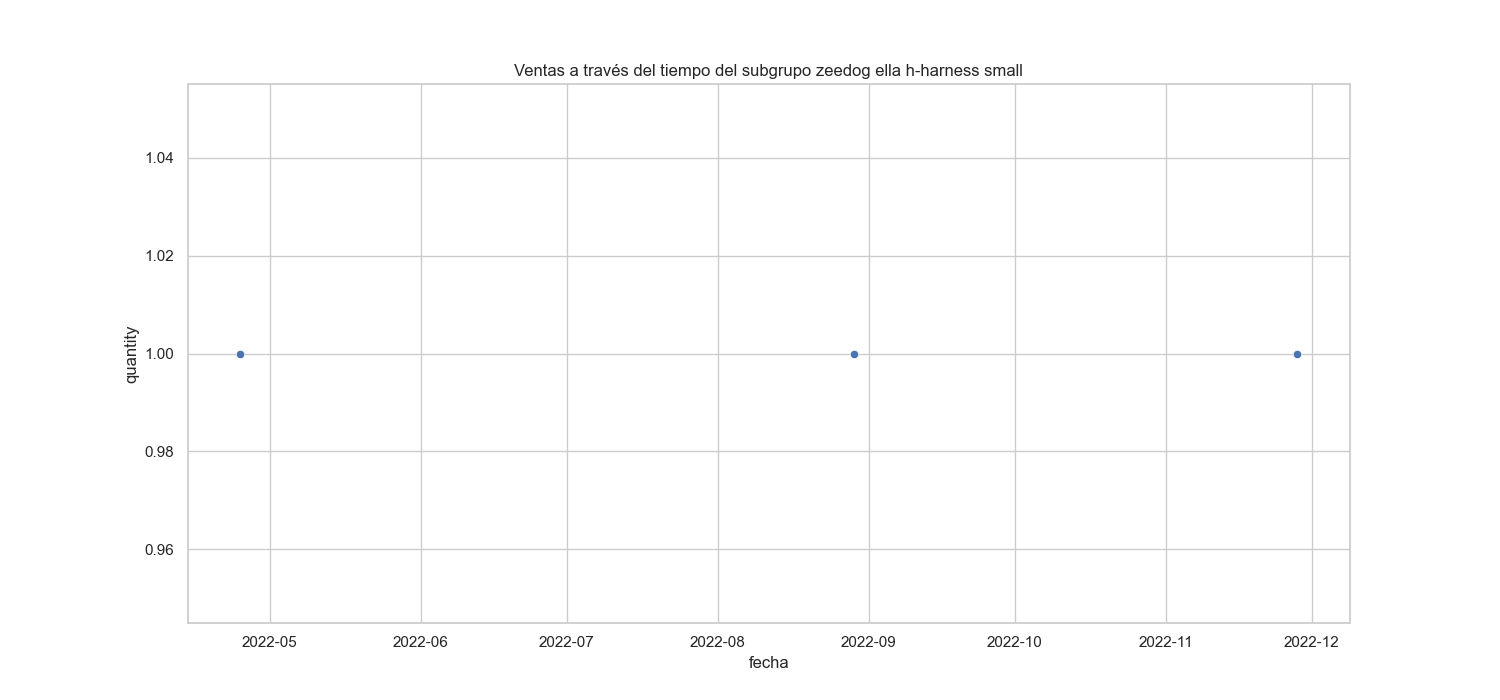 Ventas a través del tiempo del subgrupo zeedog ella h-harness small
1.04
1.02
1.00
0.98
0.96
quantity
2022-05 2022-06 2022-07 2022-08 2022-09 2022-10 2022-11 2022-12
fecha